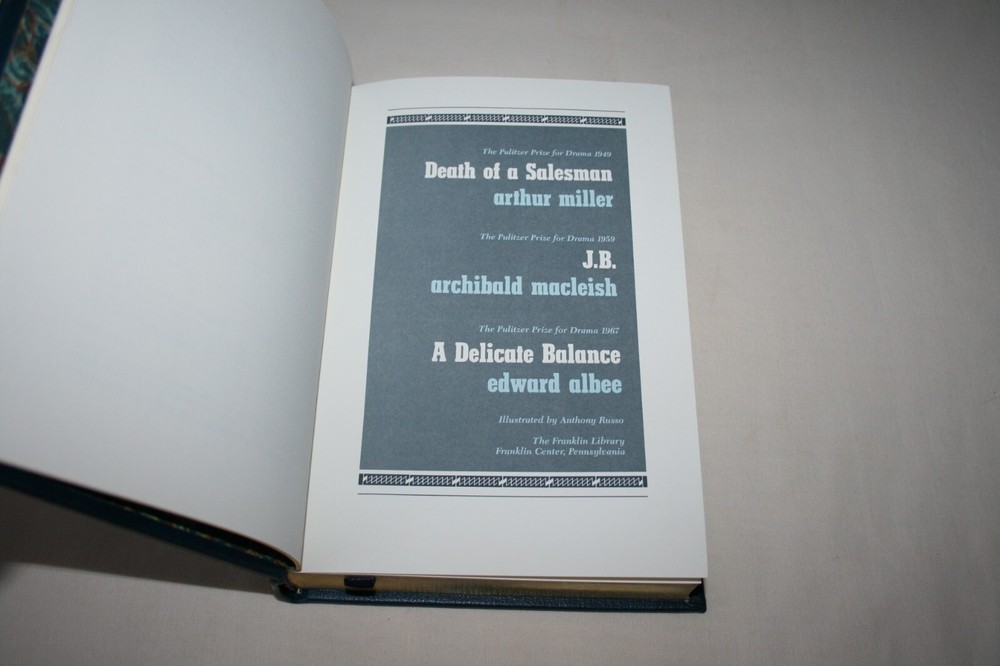 The Pulitzer Prize for Drama 1949
Death of a Salesman
arthur miller
The Pulitzer Prize for Drama 1959
J.B.
archibald macleish
The Pulitzer Prize for Drama 1967
A Delicate Balance
edward albee
Illustrated by Anthony Russo
The Franklin Library
Franklin Center, Pennsylvania